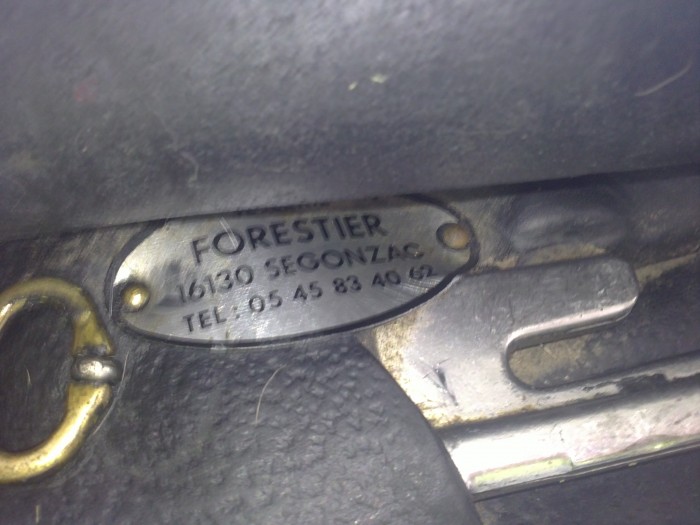 FORESTIER
16130 SEGONZAC
TEL: 05 45 83 40 62